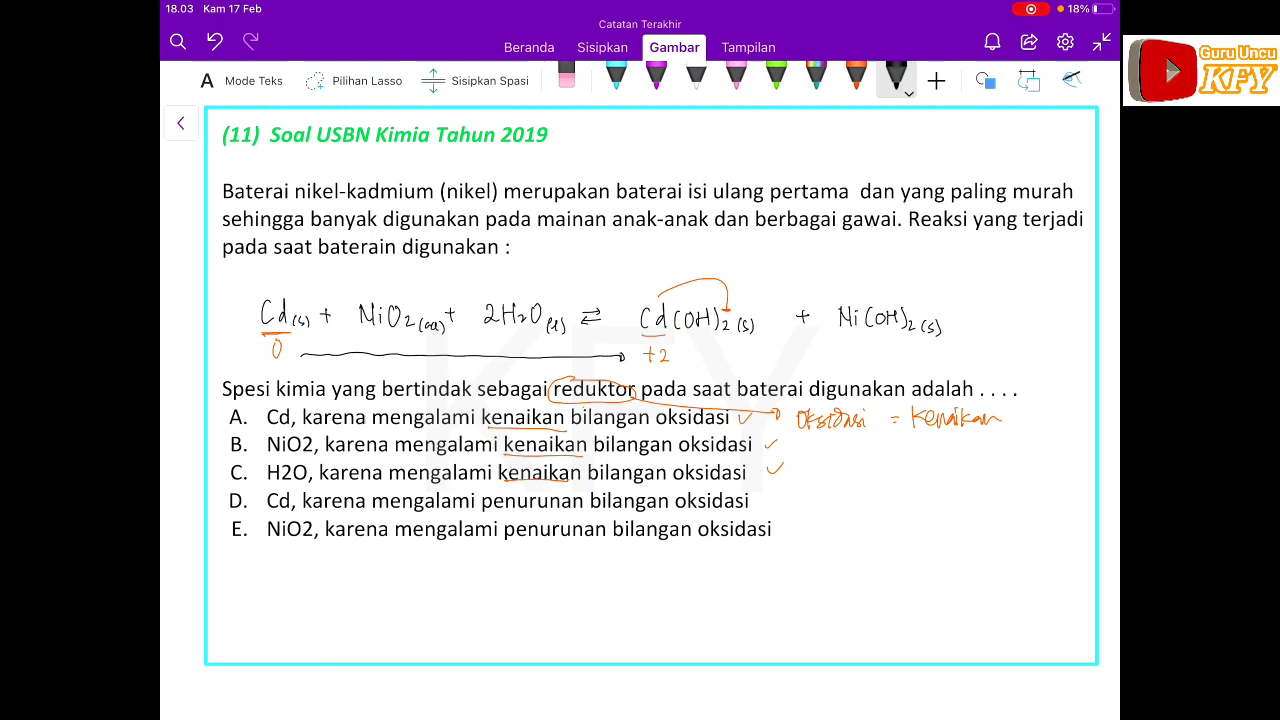 18.03 Kam 17 Feb
18%
Catatan Terakhir
Beranda Sisipkan Gambar Tampilan
A Mode Teks Pilihan Lasso Sisipkan Spasi
Guru Uncu
KFY
(11) Soal USBN Kimia Tahun 2019
Baterai nikel-kadmium (nikel) merupakan baterai isi ulang pertama dan yang paling murah
sehingga banyak digunakan pada mainan anak-anak dan berbagai gawai. Reaksi yang terjadi
pada saat baterain digunakan :
Cd(s) + NiO2(aq) + 2H2O(l) ⇄ Cd(OH)2(s) + Ni(OH)2(s)
0 +2
Spesi kimia yang bertindak sebagai reduktor pada saat baterai digunakan adalah . . . .
A. Cd, karena mengalami kenaikan bilangan oksidasi ✓ oksidasi = kenaikan
B. NiO2, karena mengalami kenaikan bilangan oksidasi ✓
C. H2O, karena mengalami kenaikan bilangan oksidasi ✓
D. Cd, karena mengalami penurunan bilangan oksidasi
E. NiO2, karena mengalami penurunan bilangan oksidasi
KFY